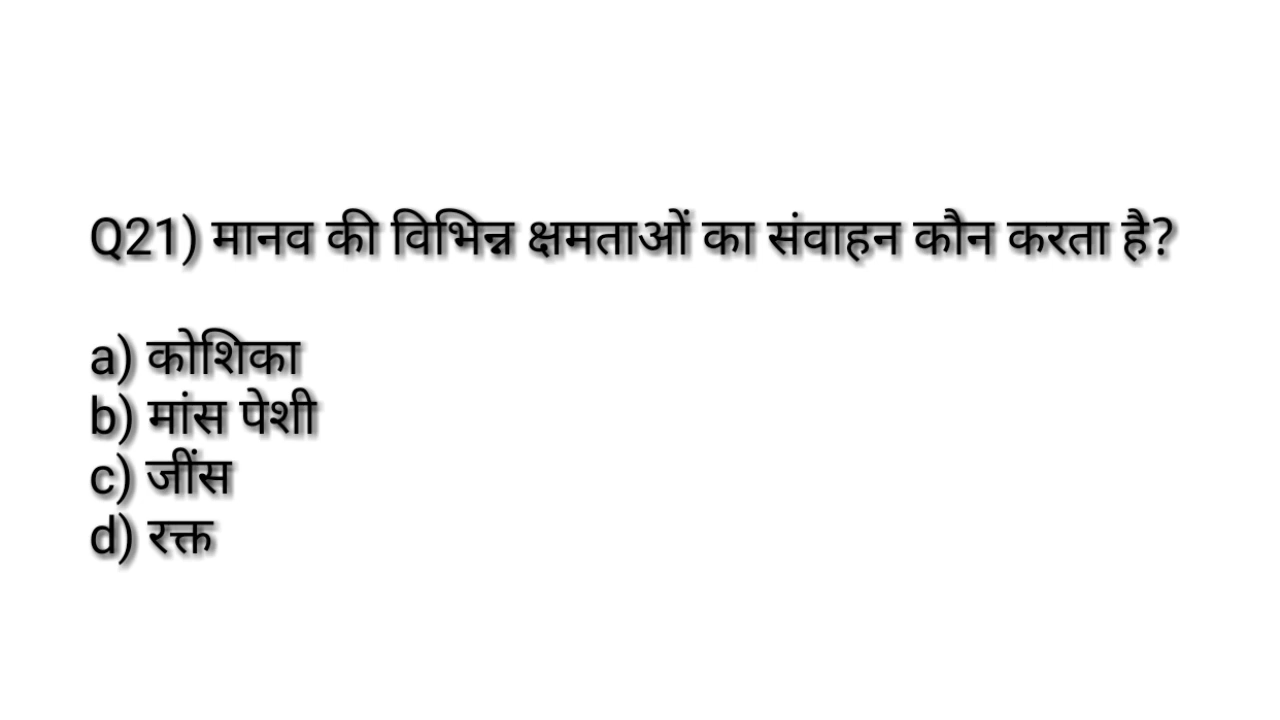 Q21) मानव की विभिन्न क्षमताओं का संवाहन कौन करता है?
a) कोशिका
b) मांस पेशी
c) जींस
d) रक्त